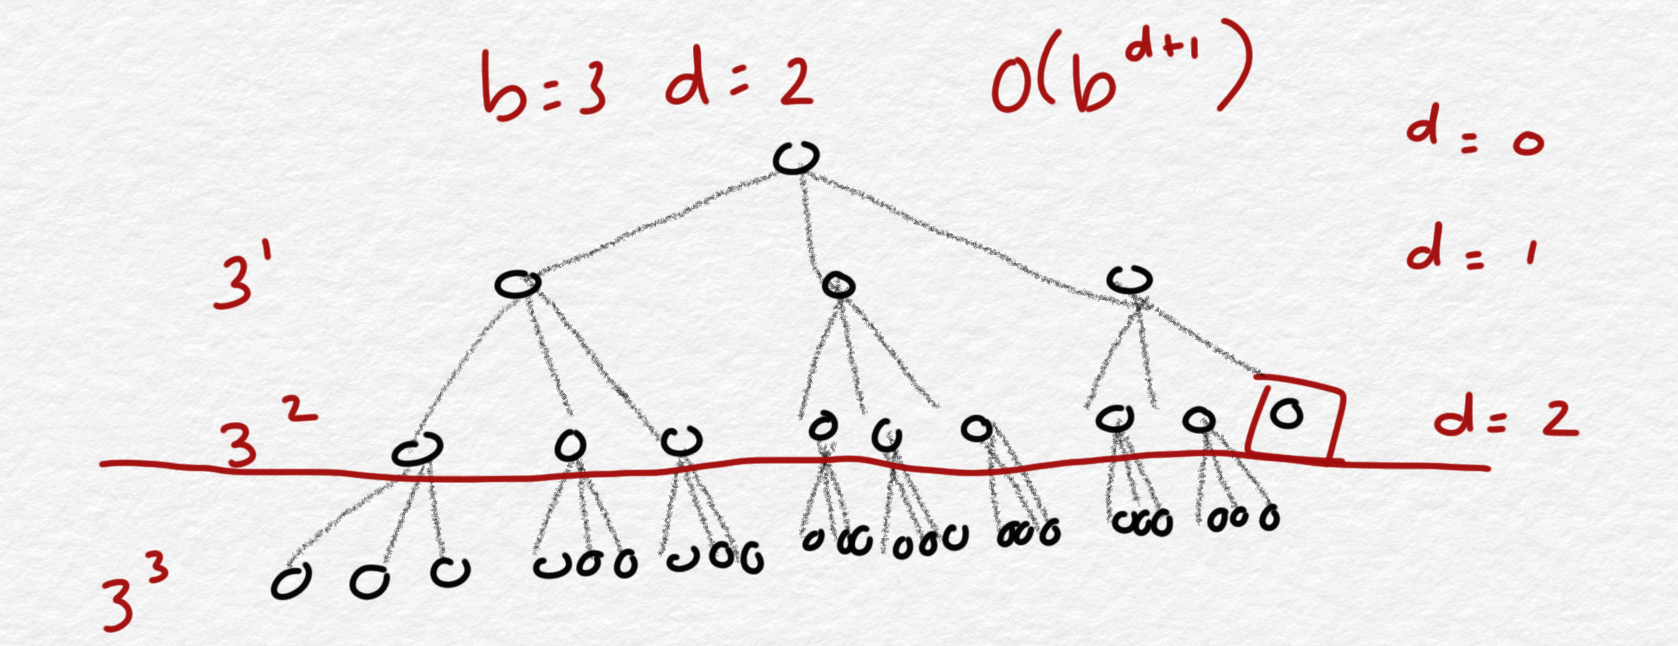 b=3 d=2 O(b^{d+1})
d=0
3^1 d=1
3^2 d=2
3^3